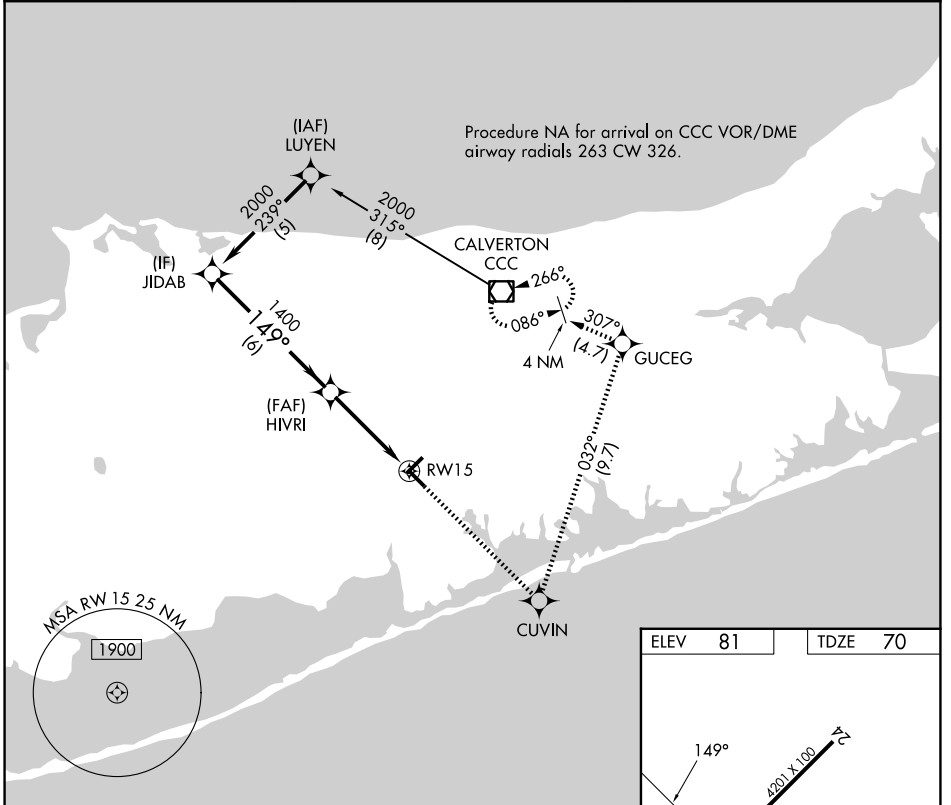 (IAF)
LUYEN
Procedure NA for arrival on CCC VOR/DME
airway radials 263 CW 326.
2000
239°
(5)
2000
315°
(8)
CALVERTON
CCC
(IF)
JIDAB
266°
086°
307°
(4.7)
4 NM
GUCEG
1400
149°
(6)
(FAF)
HIVRI
032°
(9.7)
RW15
CUVIN
MSA RW 15 25 NM
1900
ELEV 81
TDZE 70
149°
24
4201 X 100